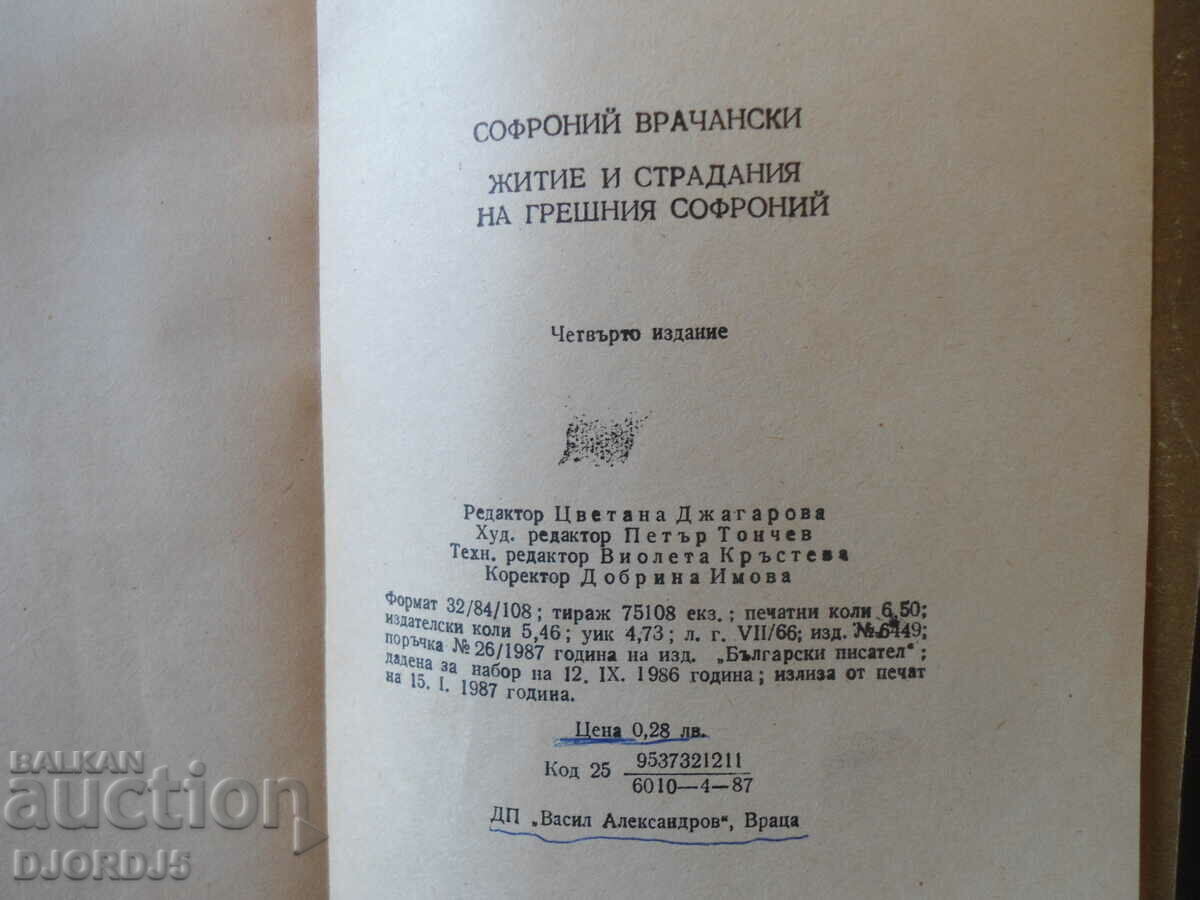 СОФРОНИЙ ВРАЧАНСКИ
ЖИТИЕ И СТРАДАНИЯ
НА ГРЕШНИЯ СОФРОНИЙ
Четвърто издание
Редактор Цветана Джагарова
Худ. редактор Петър Тончев
Техн. редактор Виолета Кръстева
Коректор Добрина Имова
Формат 32/84/108; тираж 75108 екз.; печатни коли 6,50;
издателски коли 5,46; уик 4,73; л. г. VII/66; изд. № 6449;
поръчка № 26/1987 година на изд. „Български писател“;
дадена за набор на 12. IX. 1986 година; излиза от печат
на 15. I. 1987 година.
Цена 0,28 лв.
Код 25 9537321211
6010—4—87
ДП „Васил Александров“, Враца
BALKAN
auction
DJORDJ5